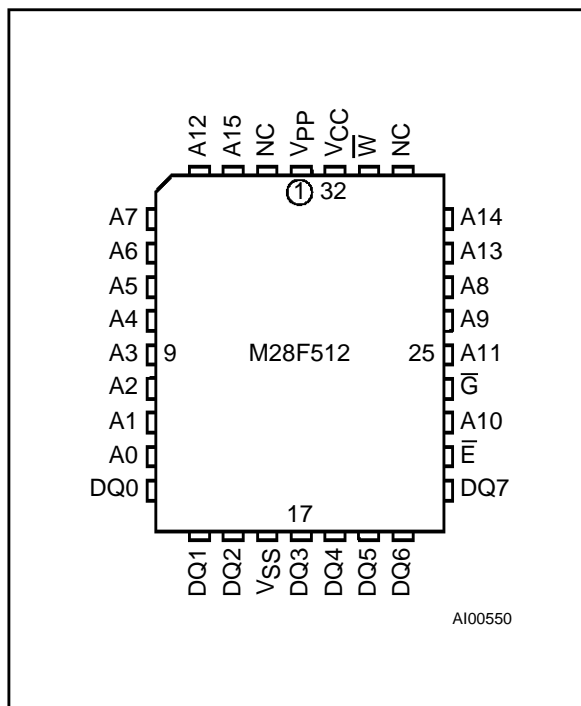 A12 A15 NC VPP VCC W̅ NC
1 32
A7 A14
A6 A13
A5 A8
A4 A9
A3 9 M28F512 25 A11
A2 G̅
A1 A10
A0 E̅
DQ0 DQ7
17
DQ1 DQ2 VSS DQ3 DQ4 DQ5 DQ6
AI00550